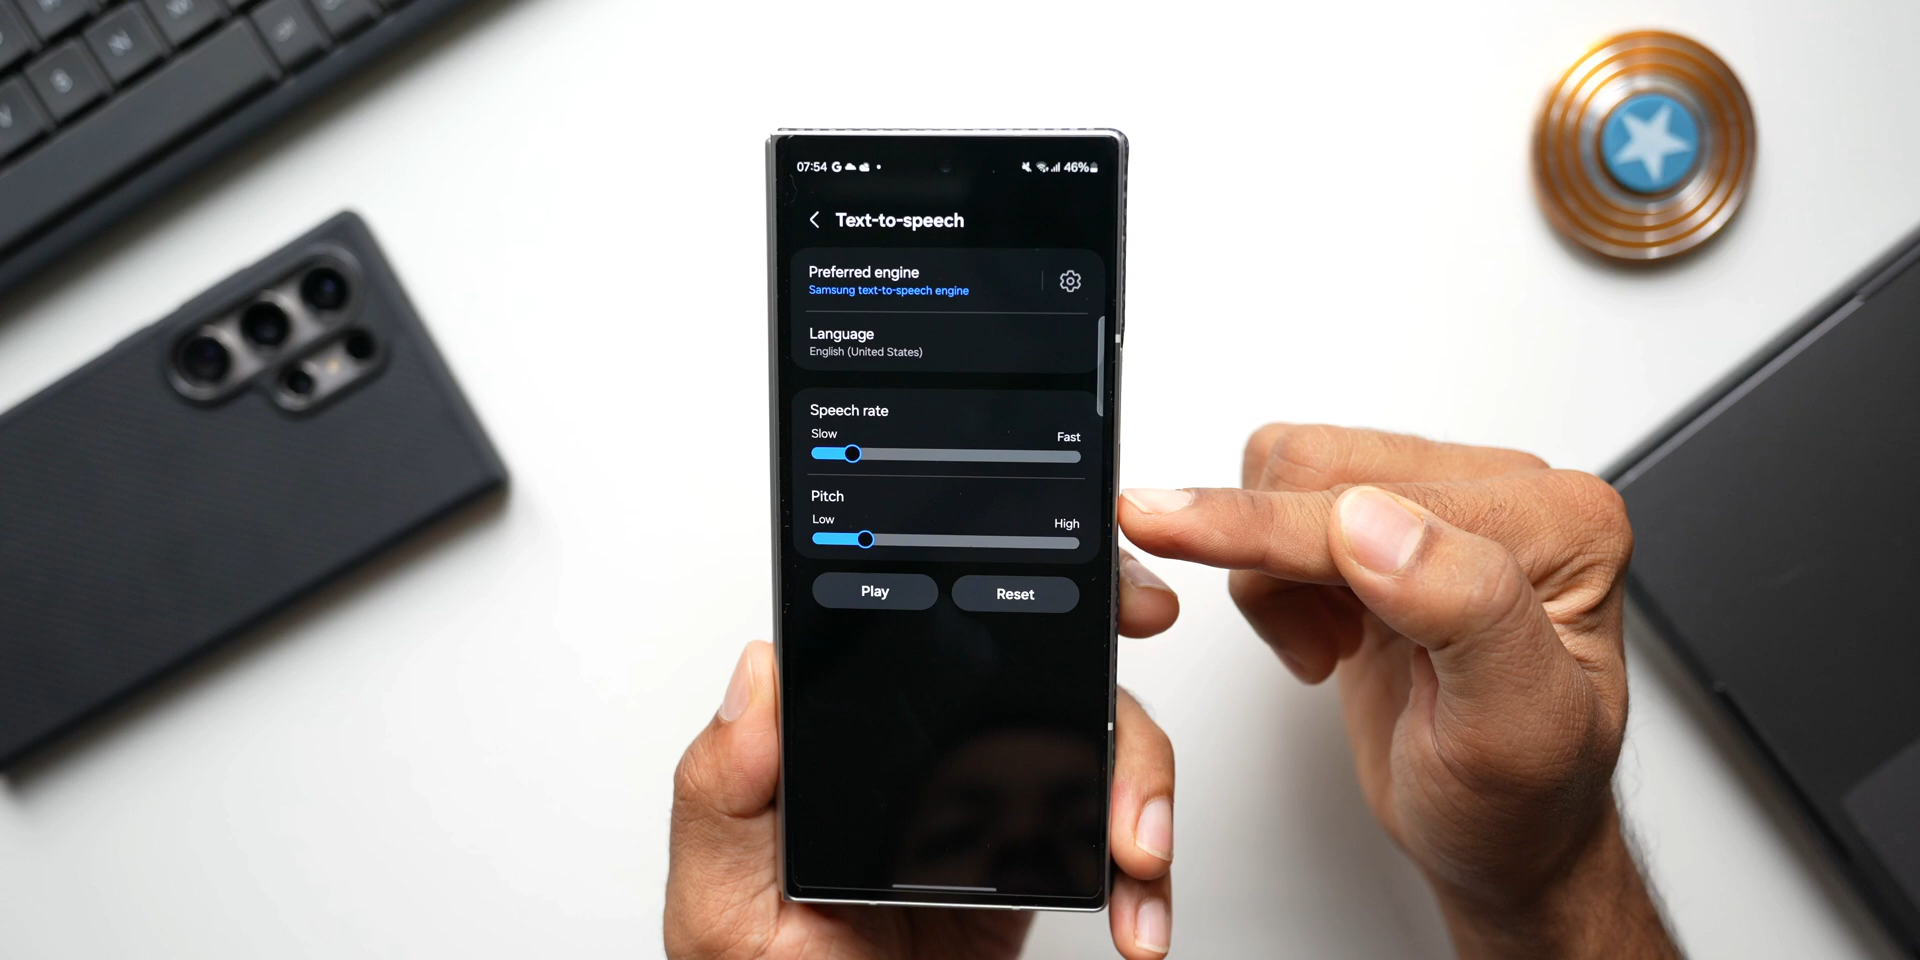 07:54 G 46%
Text-to-speech
Preferred engine
Samsung text-to-speech engine
Language
English (United States)
Speech rate
Slow Fast
Pitch
Low High
Play Reset